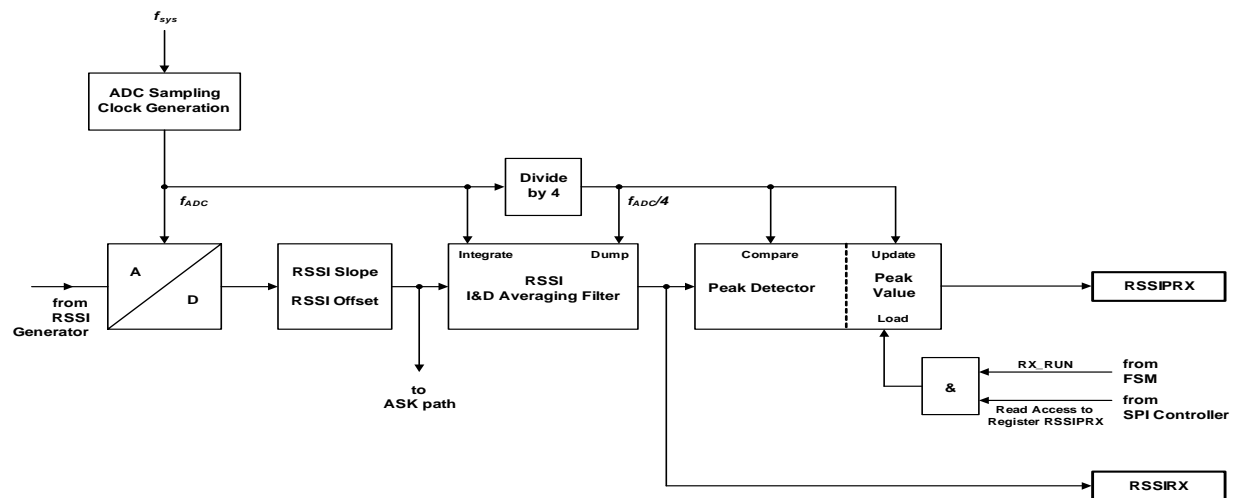 fsys
ADC Sampling
Clock Generation
Divide
by 4
fADC
fADC/4
A
D
from
RSSI
Generator
RSSI Slope
RSSI Offset
Integrate
Dump
RSSI
I&D Averaging Filter
Compare
Peak Detector
Update
Peak
Value
Load
RSSIPRX
to
ASK path
&
RX_RUN
from
FSM
Read Access to
Register RSSIPRX
from
SPI Controller
RSSIRX